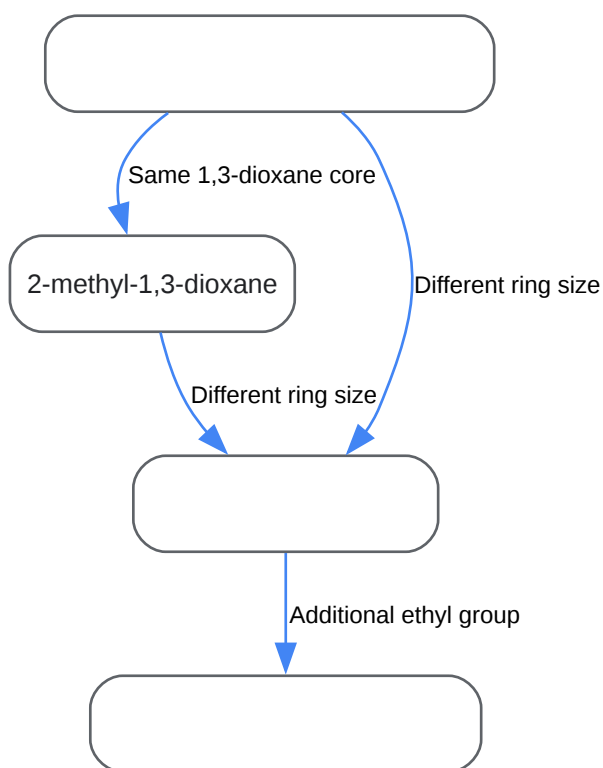 Same 1,3-dioxane core
2-methyl-1,3-dioxane
Different ring size
Different ring size
Additional ethyl group